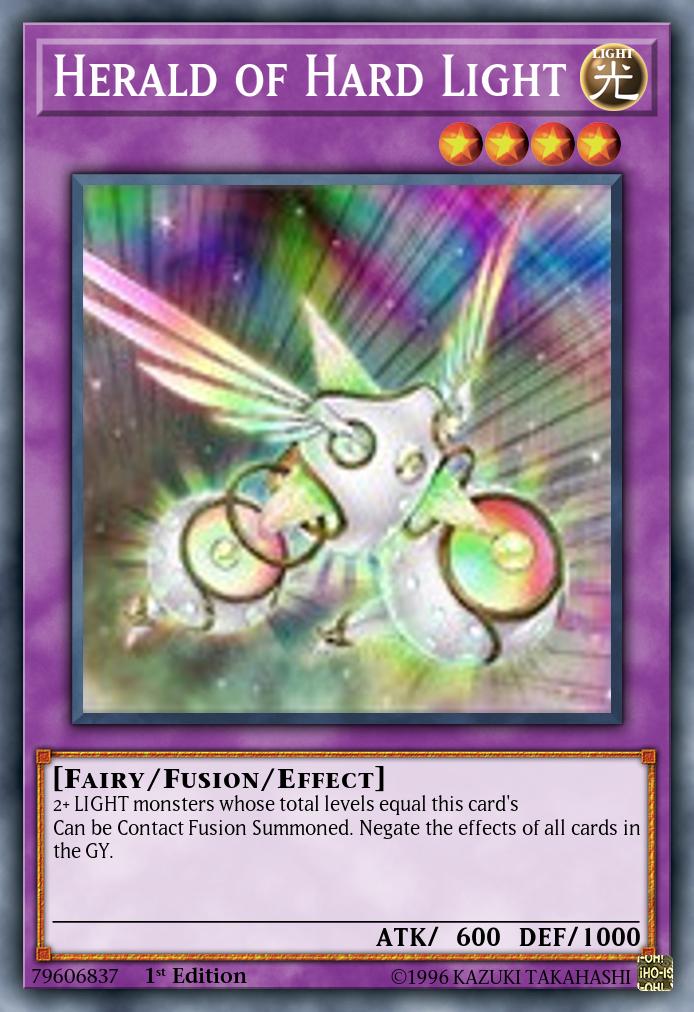 Herald of Hard Light
LIGHT
光
[Fairy/Fusion/Effect]
2+ LIGHT monsters whose total levels equal this card's
Can be Contact Fusion Summoned. Negate the effects of all cards in
the GY.
ATK/ 600 DEF/1000
79606837 1st Edition ©1996 KAZUKI TAKAHASHI